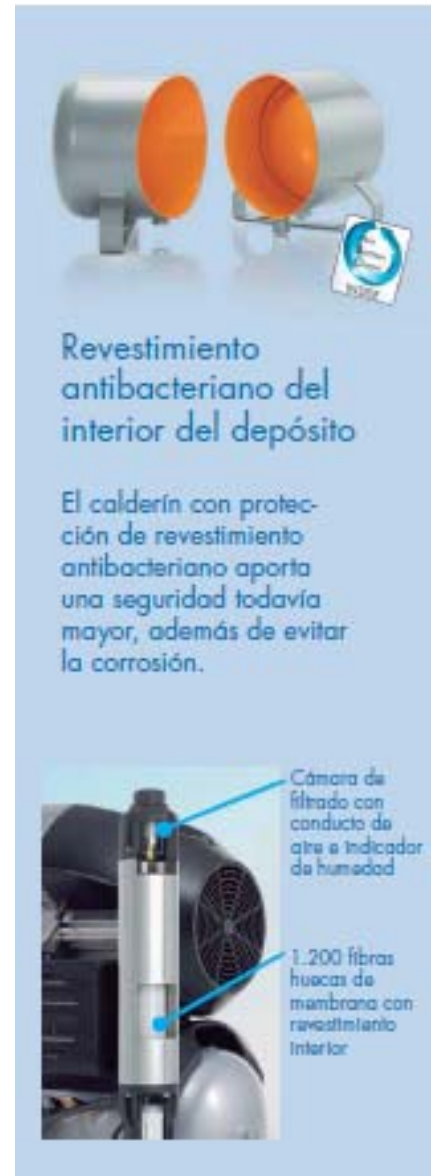 Revestimiento
antibacteriano del
interior del depósito
El calderín con protec-
ción de revestimiento
antibacteriano aporta
una seguridad todavía
mayor, además de evitar
la corrosión.
Cámara de
filtrado con
conducto de
aire e indicador
de humedad
1.200 fibras
huecas de
membrana con
revestimiento
interior